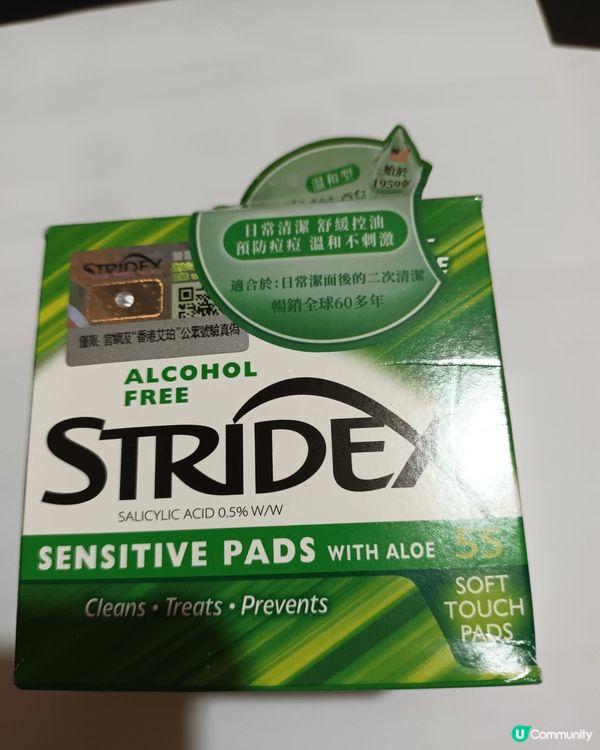 温和型
始於
1959年
日常清潔 舒緩控油
預防痘痘 溫和不刺激
適合於:日常潔面後的二次清潔
暢銷全球60多年
STRIDEX
官網及"香港艾珀"公眾號驗真偽
ALCOHOL
FREE
STRIDEX
SALICYLIC ACID 0.5% W/W
SENSITIVE PADS WITH ALOE
55
SOFT
TOUCH
PADS
Cleans • Treats • Prevents
U Community